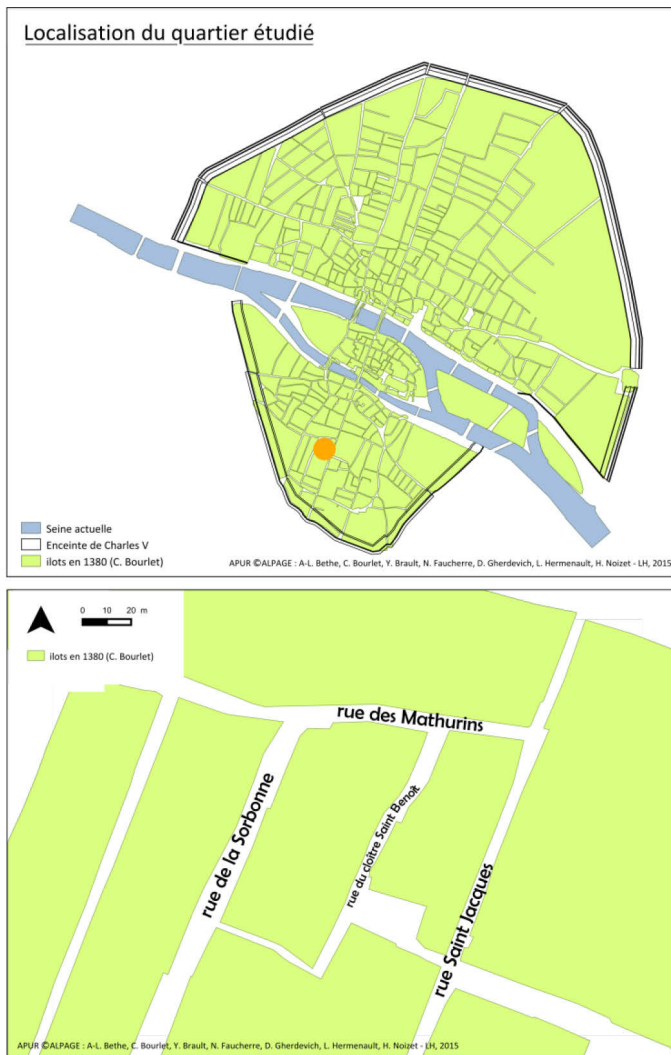 Localisation du quartier étudié
Seine actuelle
Enceinte de Charles V
ilots en 1380 (C. Bourlet)
APUR ©ALPAGE : A-L. Bethe, C. Bourlet, Y. Brault, N. Faucherre, D. Gherdevich, L. Hermenault, H. Noizet - LH, 2015
0 10 20 m
ilots en 1380 (C. Bourlet)
rue des Mathurins
rue de la Sorbonne
rue du cloître Saint Benoît
rue Saint Jacques
APUR ©ALPAGE : A-L. Bethe, C. Bourlet, Y. Brault, N. Faucherre, D. Gherdevich, L. Hermenault, H. Noizet - LH, 2015